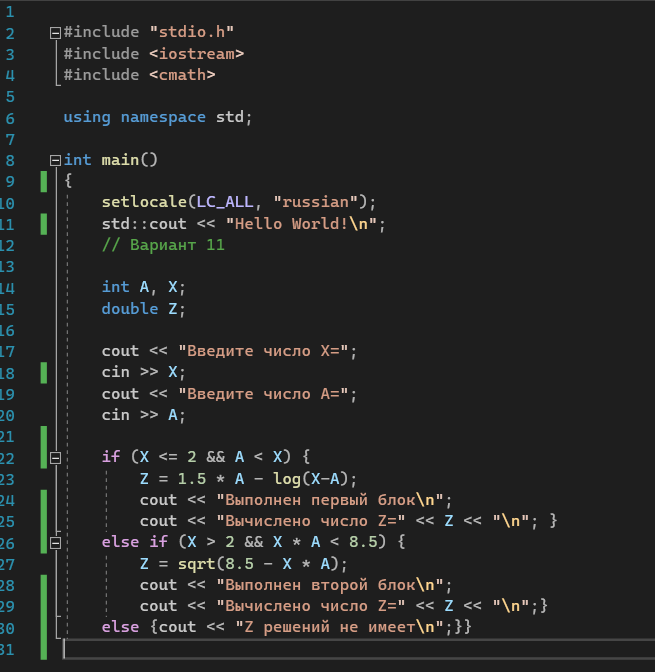 1
2 #include "stdio.h"
3 #include <iostream>
4 #include <cmath>
5
6 using namespace std;
7
8 int main()
9 {
10 setlocale(LC_ALL, "russian");
11 std::cout << "Hello World!\n";
12 // Вариант 11
13
14 int A, X;
15 double Z;
16
17 cout << "Введите число X=";
18 cin >> X;
19 cout << "Введите число A=";
20 cin >> A;
21
22 if (X <= 2 && A < X) {
23 Z = 1.5 * A - log(X-A);
24 cout << "Выполнен первый блок\n";
25 cout << "Вычислено число Z=" << Z << "\n"; }
26 else if (X > 2 && X * A < 8.5) {
27 Z = sqrt(8.5 - X * A);
28 cout << "Выполнен второй блок\n";
29 cout << "Вычислено число Z=" << Z << "\n";}
30 else {cout << "Z решений не имеет\n";}}
31